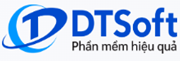 DTSoft
Phần mềm hiệu quả